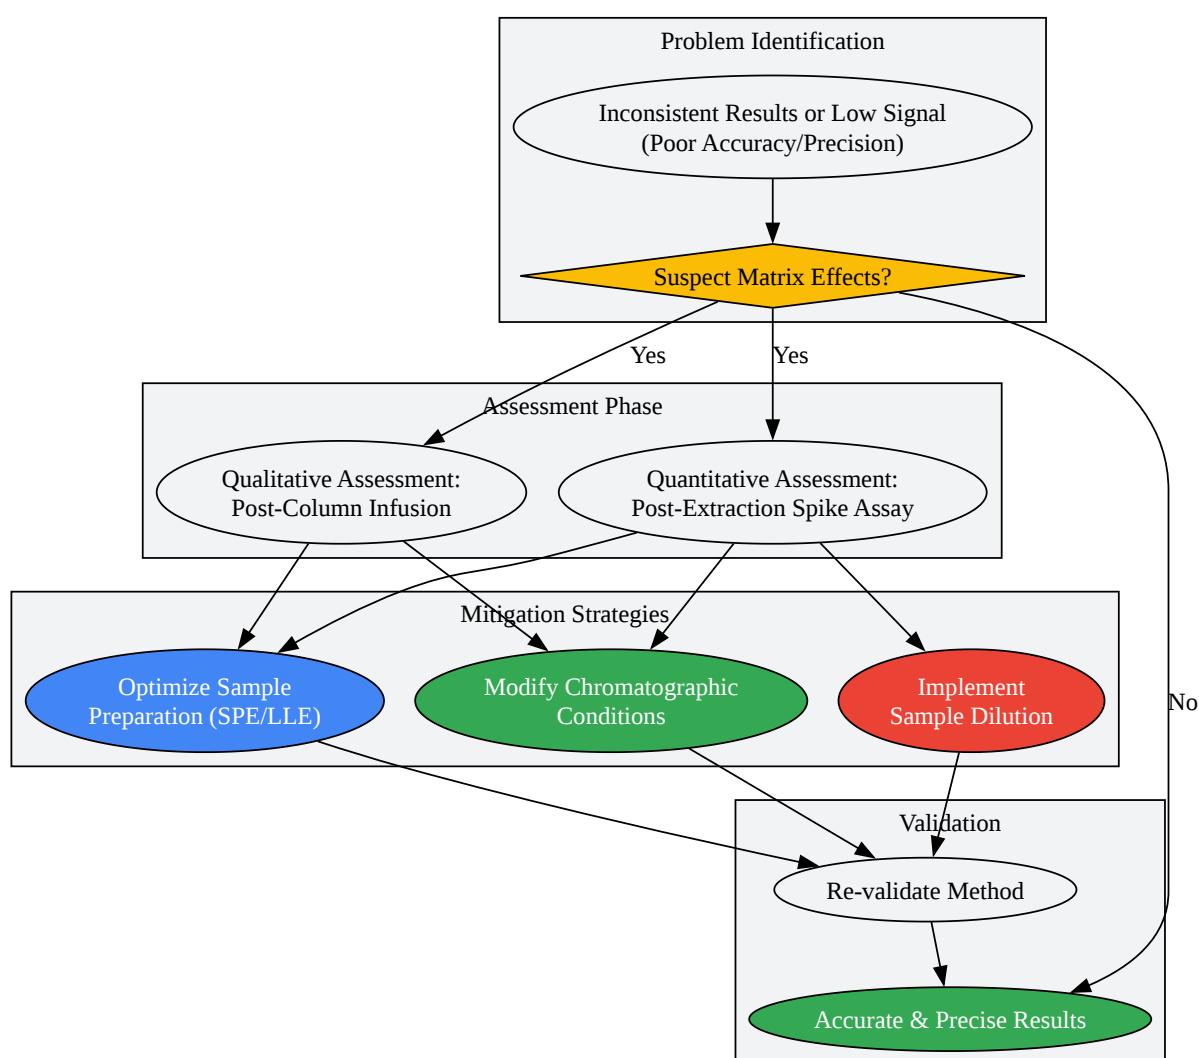 Problem Identification
Inconsistent Results or Low Signal
(Poor Accuracy/Precision)
Suspect Matrix Effects?
Yes
Yes
Assessment Phase
Qualitative Assessment:
Post-Column Infusion
Quantitative Assessment:
Post-Extraction Spike Assay
Mitigation Strategies
Optimize Sample
Preparation (SPE/LLE)
Modify Chromatographic
Conditions
Implement
Sample Dilution
No
Validation
Re-validate Method
Accurate & Precise Results